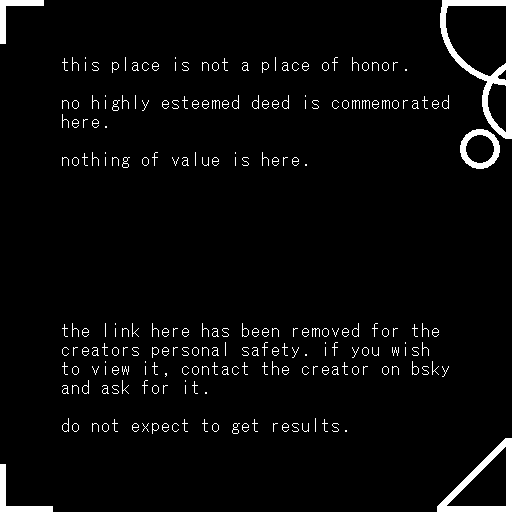 this place is not a place of honor.
no highly esteemed deed is commemorated
here.
nothing of value is here.
the link here has been removed for the
creators personal safety. if you wish
to view it, contact the creator on bsky
and ask for it.
do not expect to get results.